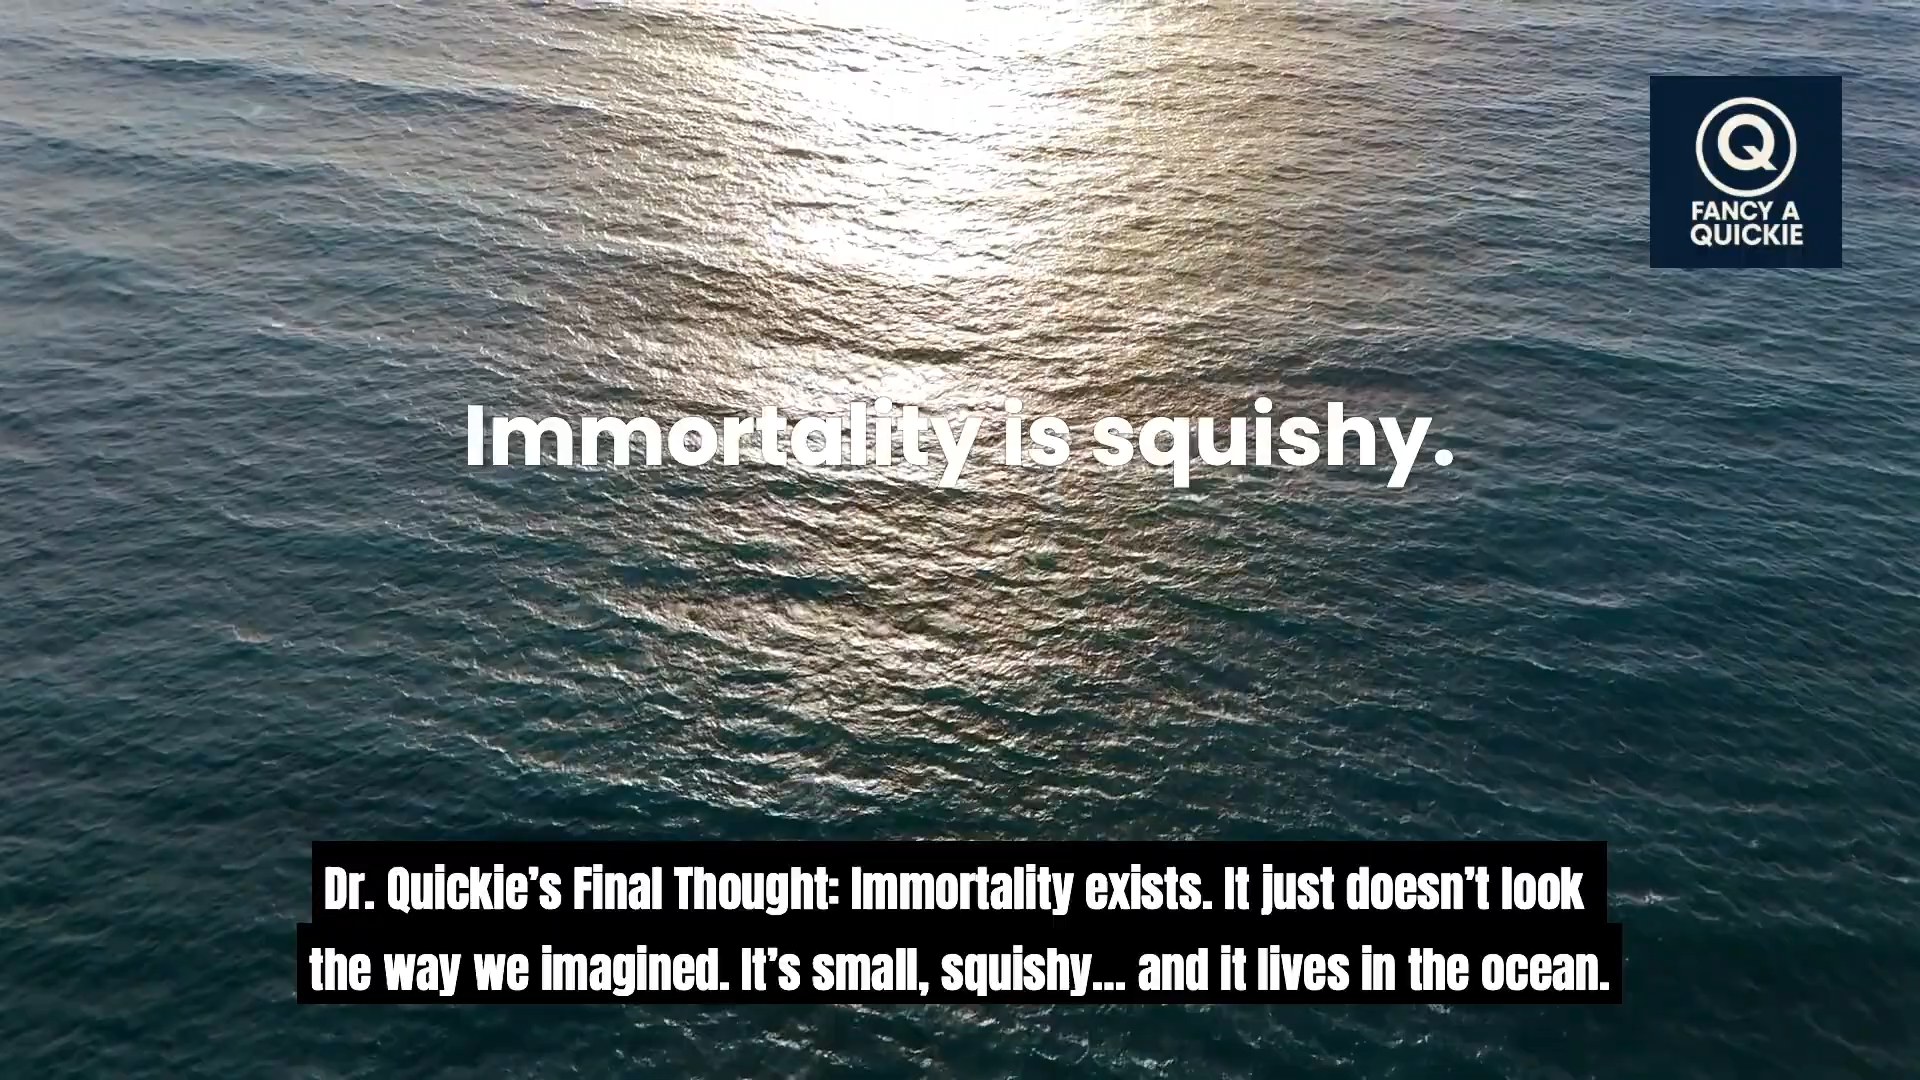 Q
FANCY A
QUICKIE
Immortality is squishy.
Dr. Quickie’s Final Thought: Immortality exists. It just doesn’t look
the way we imagined. It’s small, squishy... and it lives in the ocean.